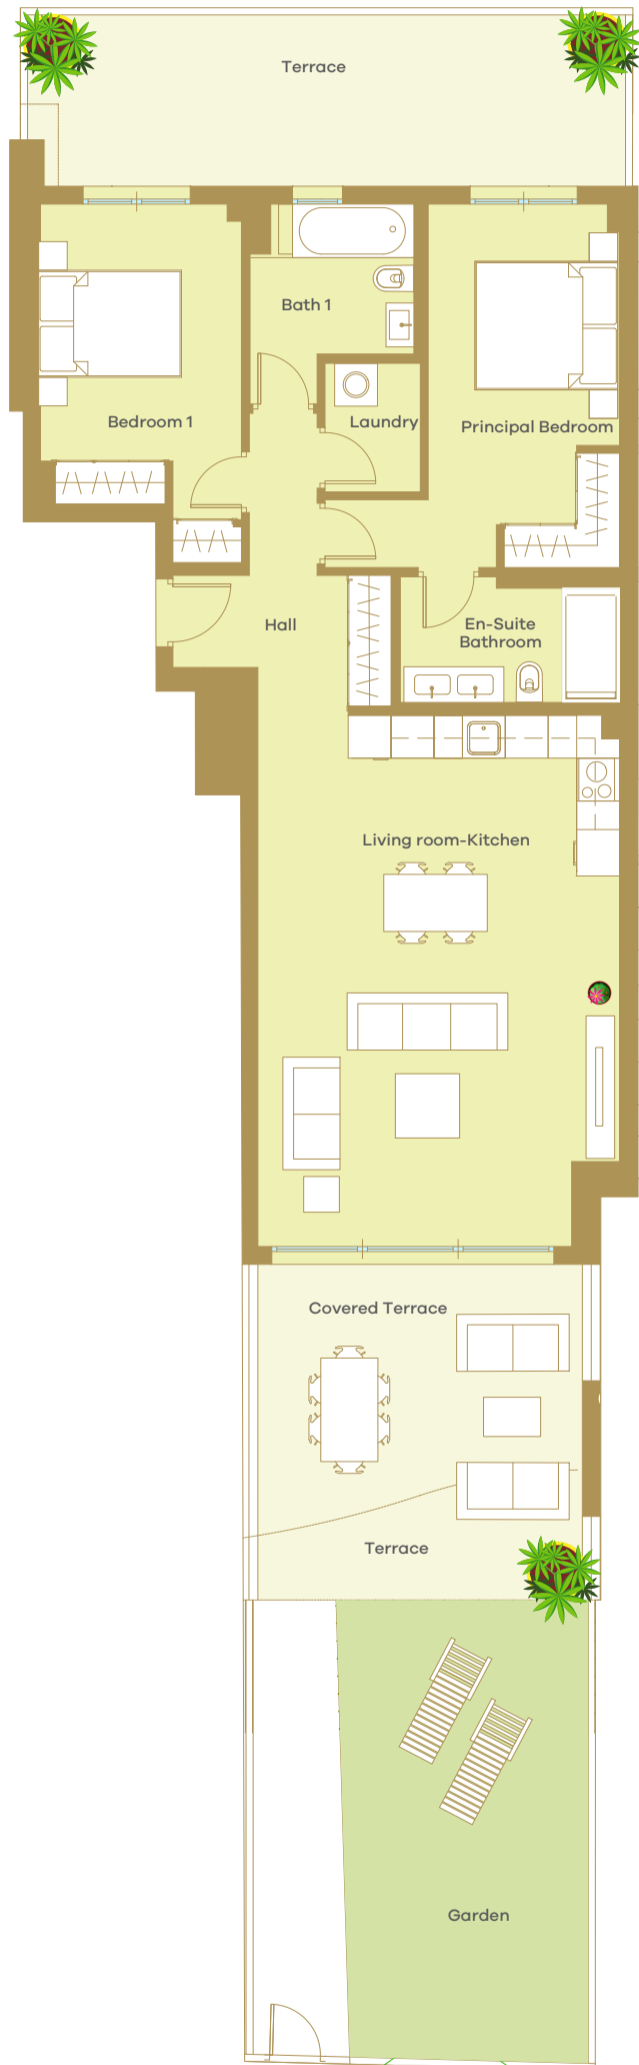 Terrace
Bath 1
Bedroom 1
Laundry
Principal Bedroom
Hall
En-Suite
Bathroom
Living room-Kitchen
Covered Terrace
Terrace
Garden